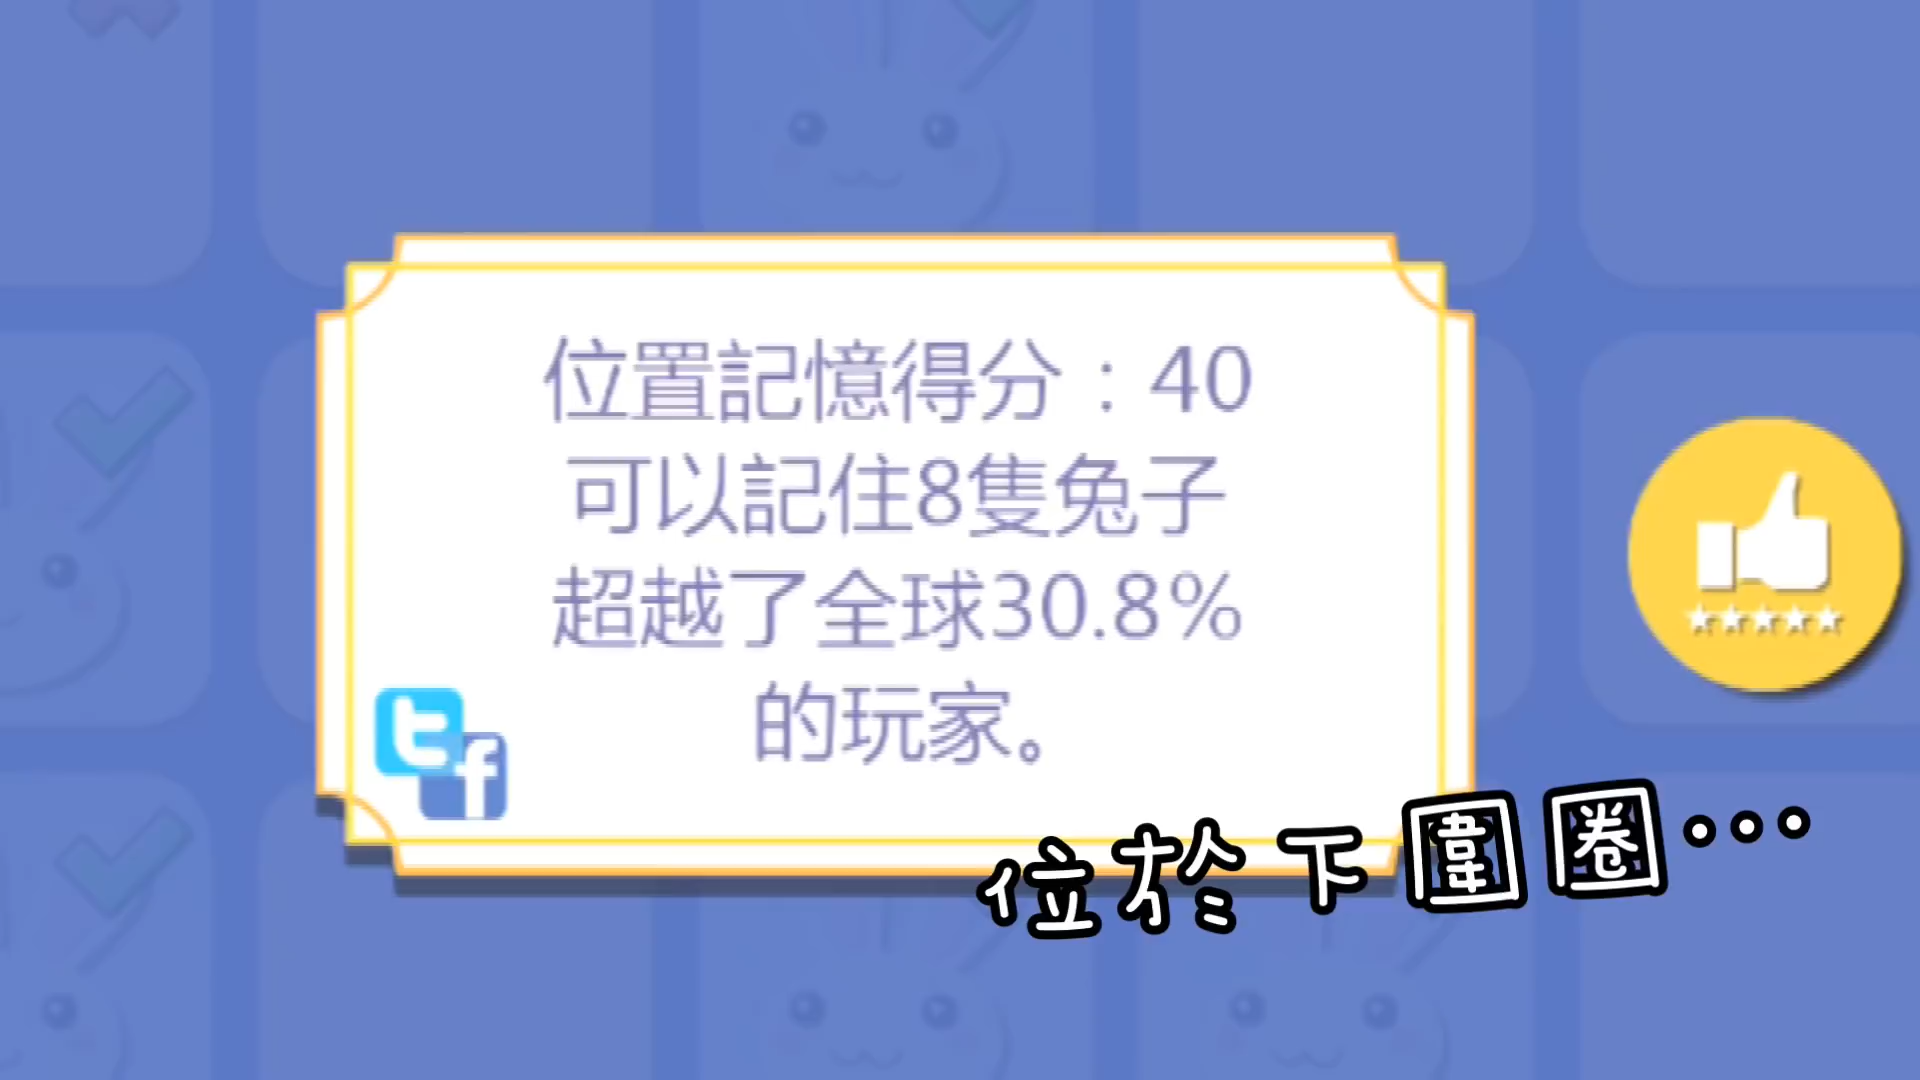 位置記憶得分：40
可以記住8隻兔子
超越了全球30.8%
的玩家。
位於下圍圈…